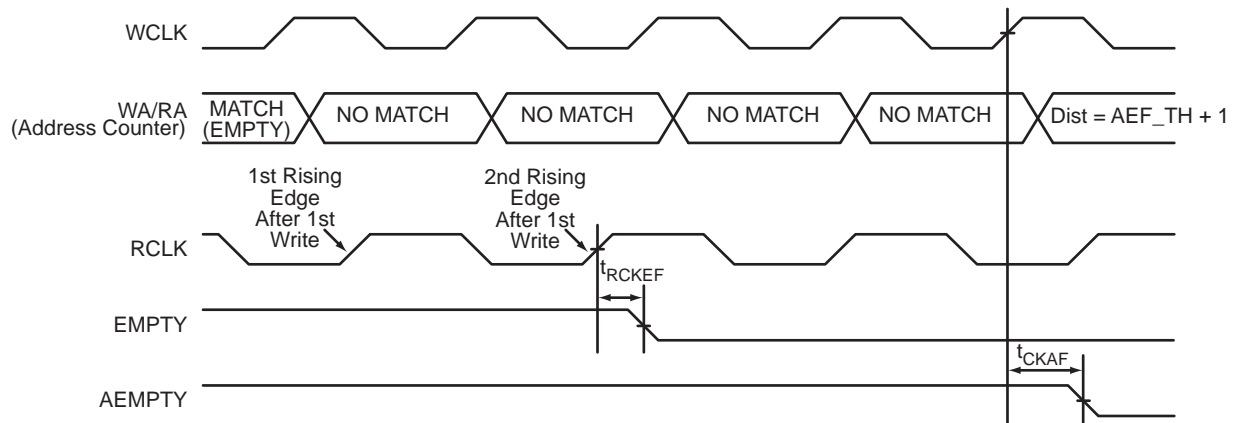 WCLK
WA/RA
(Address Counter)
MATCH
(EMPTY)
NO MATCH
NO MATCH
NO MATCH
NO MATCH
Dist = AEF_TH + 1
1st Rising
Edge
After 1st
Write
2nd Rising
Edge
After 1st
Write
RCLK
tRCKEF
EMPTY
tCKAF
AEMPTY